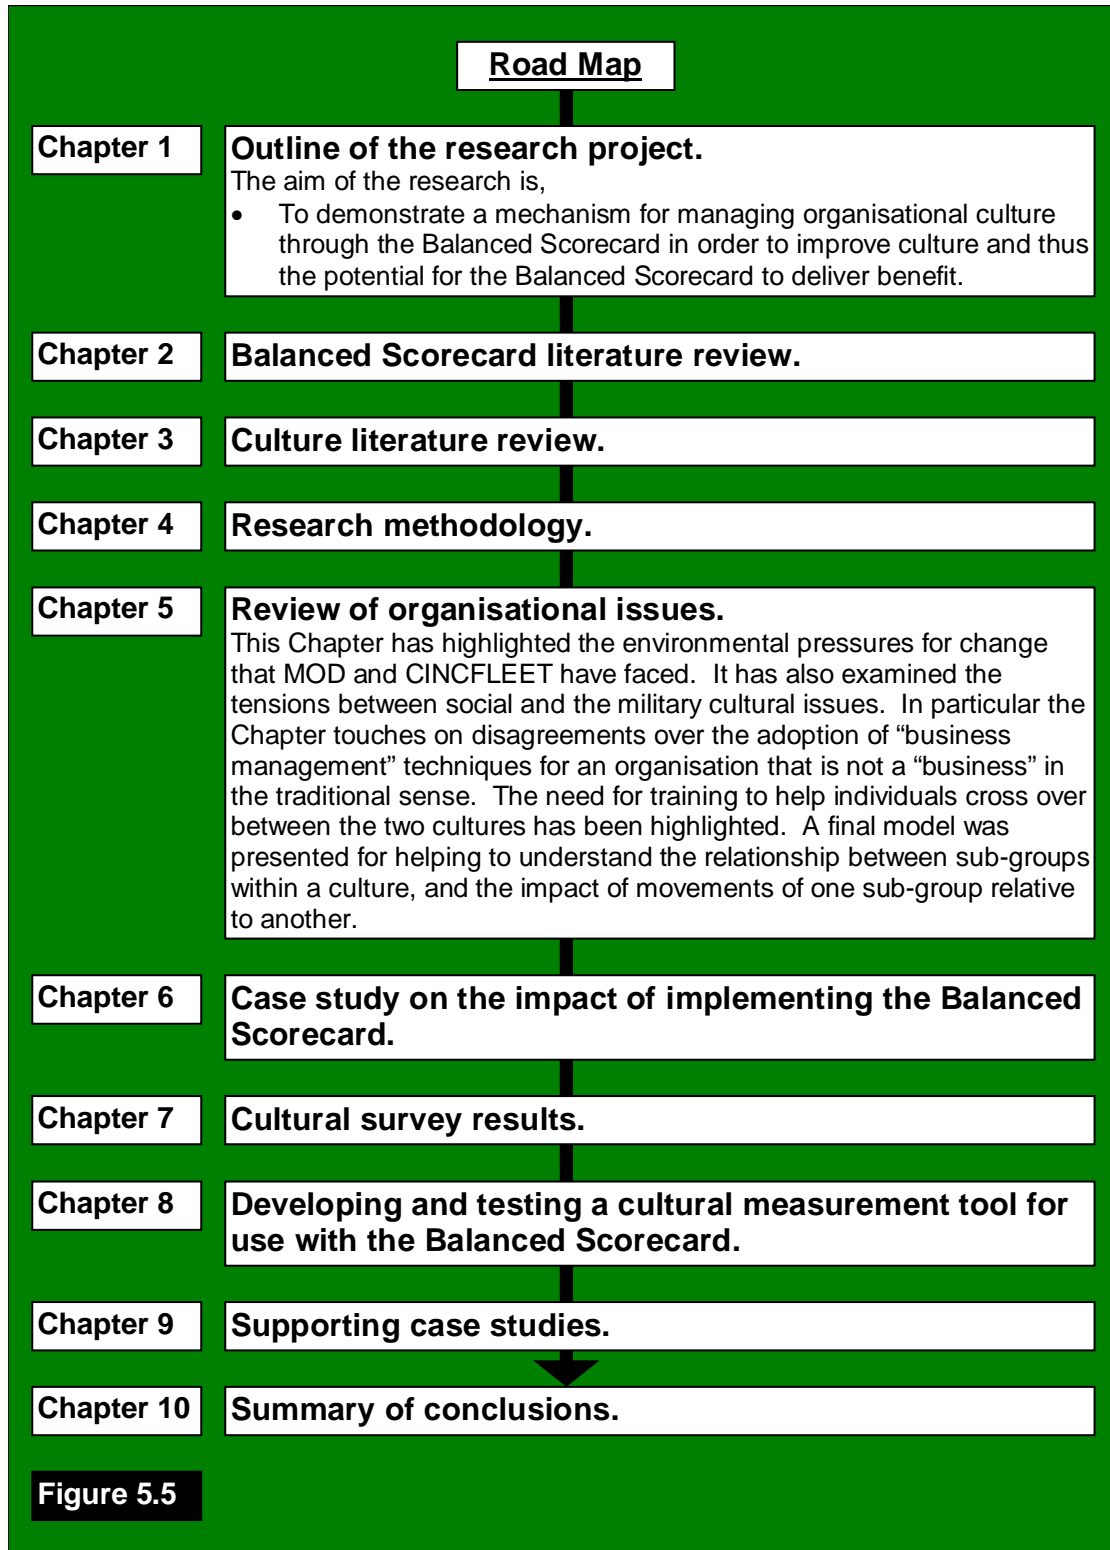 Road Map
Chapter 1
Outline of the research project.
The aim of the research is,
• To demonstrate a mechanism for managing organisational culture
through the Balanced Scorecard in order to improve culture and thus
the potential for the Balanced Scorecard to deliver benefit.
Chapter 2
Balanced Scorecard literature review.
Chapter 3
Culture literature review.
Chapter 4
Research methodology.
Chapter 5
Review of organisational issues.
This Chapter has highlighted the environmental pressures for change
that MOD and CINCFLEET have faced.  It has also examined the
tensions between social and the military cultural issues.  In particular the
Chapter touches on disagreements over the adoption of “business
management” techniques for an organisation that is not a “business” in
the traditional sense.  The need for training to help individuals cross over
between the two cultures has been highlighted.  A final model was
presented for helping to understand the relationship between sub-groups
within a culture, and the impact of movements of one sub-group relative
to another.
Chapter 6
Case study on the impact of implementing the Balanced
Scorecard.
Chapter 7
Cultural survey results.
Chapter 8
Developing and testing a cultural measurement tool for
use with the Balanced Scorecard.
Chapter 9
Supporting case studies.
Chapter 10
Summary of conclusions.
Figure 5.5